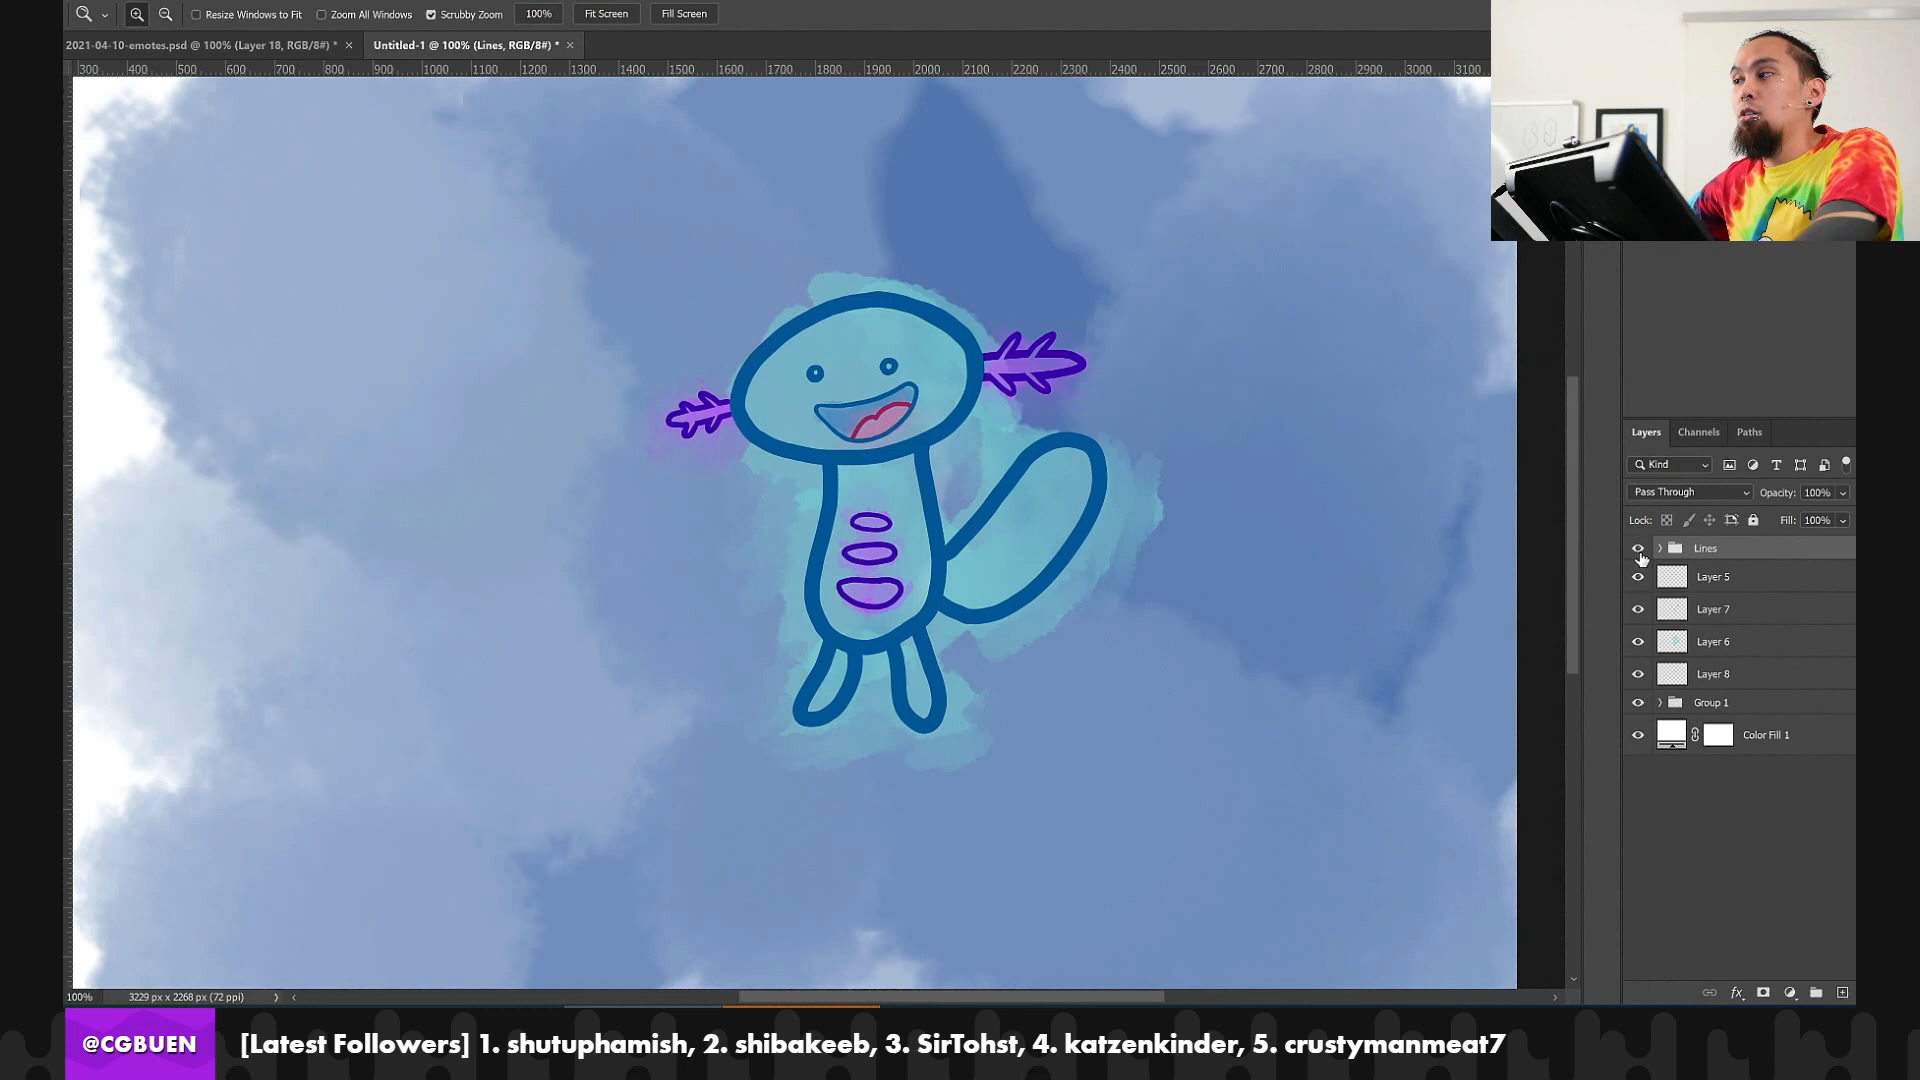 Resize Windows to Fit Zoom All Windows Scrubby Zoom 100% Fit Screen Fill Screen
2021-04-10-emotes.psd @ 100% (Layer 18, RGB/8#) * × Untitled-1 @ 100% (Lines, RGB/8#) * ×
300 400 500 600 700 800 900 1000 1100 1200 1300 1400 1500 1600 1700 1800 1900 2000 2100 2200 2300 2400 2500 2600 2700 2800 2900 3000 3100
Layers Channels Paths
Kind
Pass Through Opacity: 100%
Lock: Fill: 100%
Lines
Layer 5
Layer 7
Layer 6
Layer 8
Group 1
Color Fill 1
fx
100% 3229 px x 2268 px (72 ppi)
@CGBUEN
[Latest Followers] 1. shutuphamish, 2. shibakeeb, 3. SirTohst, 4. katzenkinder, 5. crustymanmeat7